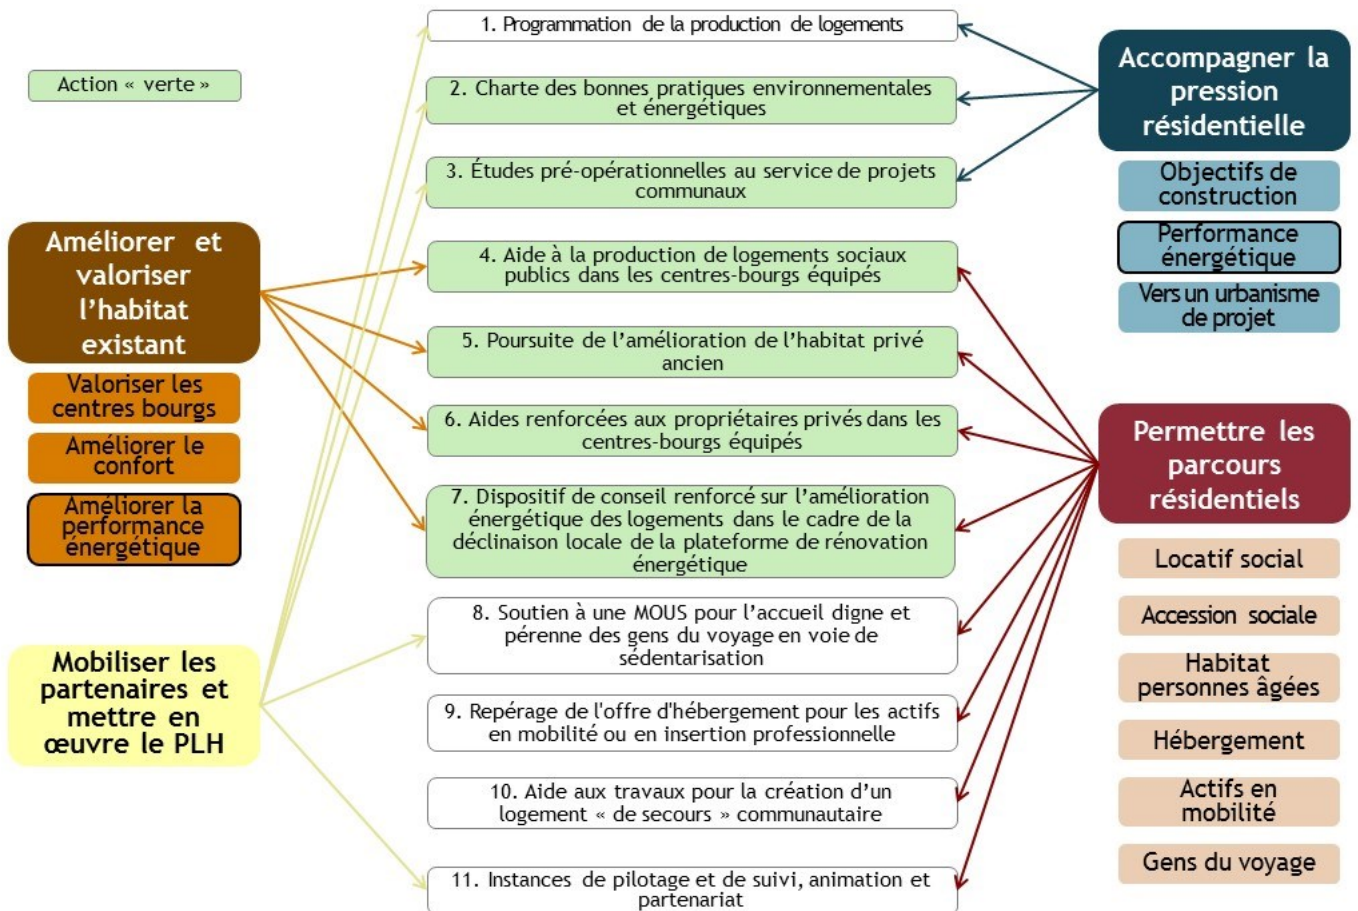 Action « verte »
Améliorer et
valoriser
l’habitat
existant
Valoriser les
centres bourgs
Améliorer le
confort
Améliorer la
performance
énergétique
Mobiliser les
partenaires et
mettre en
œuvre le PLH
1. Programmation de la production de logements
2. Charte des bonnes pratiques environnementales
et énergétiques
3. Études pré-opérationnelles au service de projets
communaux
4. Aide à la production de logements sociaux
publics dans les centres-bourgs équipés
5. Poursuite de l’amélioration de l’habitat privé
ancien
6. Aides renforcées aux propriétaires privés dans les
centres-bourgs équipés
7. Dispositif de conseil renforcé sur l’amélioration
énergétique des logements dans le cadre de la
déclinaison locale de la plateforme de rénovation
énergétique
8. Soutien à une MOUS pour l’accueil digne et
pérenne des gens du voyage en voie de
sédentarisation
9. Repérage de l'offre d'hébergement pour les actifs
en mobilité ou en insertion professionnelle
10. Aide aux travaux pour la création d’un
logement « de secours » communautaire
11. Instances de pilotage et de suivi, animation et
partenariat
Accompagner la
pression
résidentielle
Objectifs de
construction
Performance
énergétique
Vers un urbanisme
de projet
Permettre les
parcours
résidentiels
Locatif social
Accession sociale
Habitat
personnes âgées
Hébergement
Actifs en
mobilité
Gens du voyage